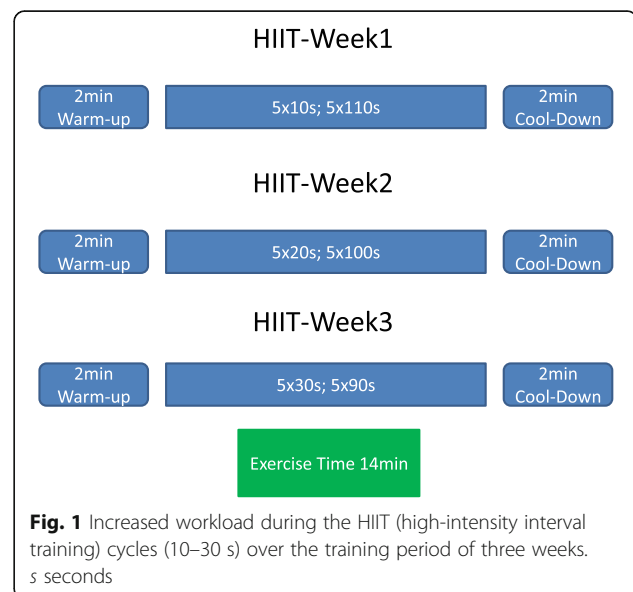 HIIT-Week1
2min 5x10s; 5x110s 2min
Warm-up Cool-Down
HIIT-Week2
2min 5x20s; 5x100s 2min
Warm-up Cool-Down
HIIT-Week3
2min 5x30s; 5x90s 2min
Warm-up Cool-Down
Exercise Time 14min
Fig. 1 Increased workload during the HIIT (high-intensity interval
training) cycles (10–30 s) over the training period of three weeks.
s seconds